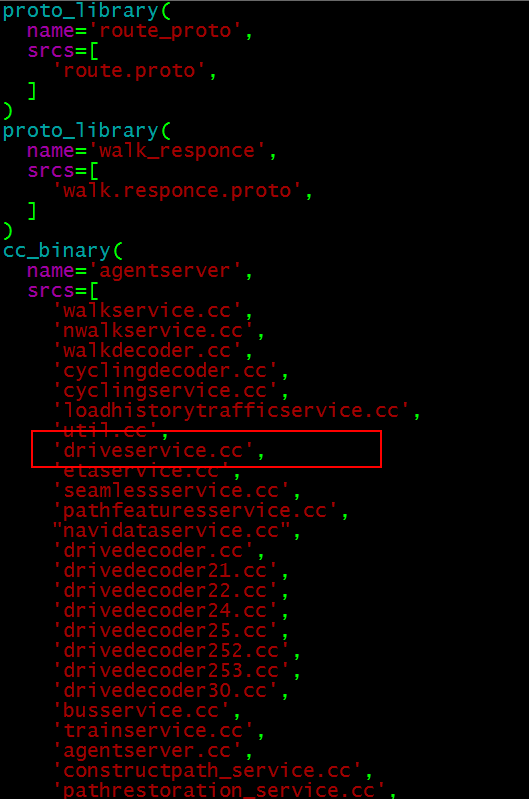 proto_library(
name='route_proto',
srcs=[
'route.proto',
]
)
proto_library(
name='walk_responce',
srcs=[
'walk.responce.proto',
]
)
cc_binary(
name='agentserver',
srcs=[
'walkservice.cc',
'nwalkservice.cc',
'walkdecoder.cc',
'cyclingdecoder.cc',
'cyclingservice.cc',
'loadhistorytrafficservice.cc',
'util.cc',
'driveservice.cc',
'etaservice.cc',
'seamlessservice.cc',
'pathfeaturesservice.cc',
"navidataservice.cc",
'drivedecoder.cc',
'drivedecoder21.cc',
'drivedecoder22.cc',
'drivedecoder24.cc',
'drivedecoder25.cc',
'drivedecoder252.cc',
'drivedecoder253.cc',
'drivedecoder30.cc',
'busservice.cc',
'trainservice.cc',
'agentserver.cc',
'constructpath_service.cc',
'pathrestoration_service.cc',